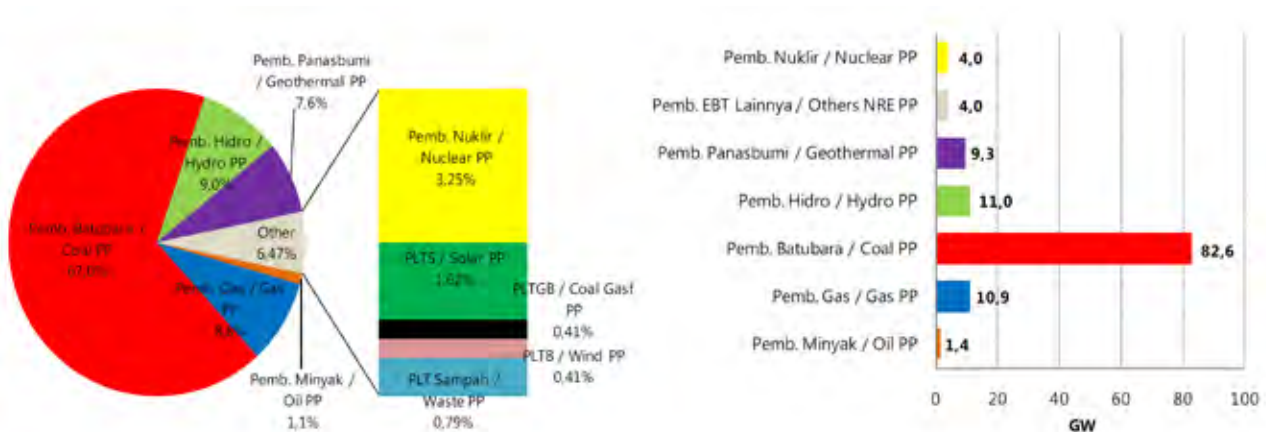 Pemb. Panasbumi
/ Geothermal PP
7.6%
Pemb. Hidro /
Hydro PP
9,0%
Pemb. Batubara /
Coal PP
Other
6.47%
Pemb. Gas / Gas
PP
Pemb. Minyak /
Oil PP
1,1%
Pemb. Nuklir /
Nuclear PP
3,25%
PLTS / Solar PP
1,62%
PLTGB / Coal Gasf
PP
0,41%
PLTB / Wind PP
0,41%
PLT Sampah /
Waste PP
0,79%
Pemb. Nuklir / Nuclear PP
4,0
Pemb. EBT Lainnya / Others NRE PP
4,0
Pemb. Panasbumi / Geothermal PP
9,3
Pemb. Hidro / Hydro PP
11,0
Pemb. Batubara / Coal PP
82,6
Pemb. Gas / Gas PP
10,9
Pemb. Minyak / Oil PP
1,4
0 20 40 60 80 100
GW